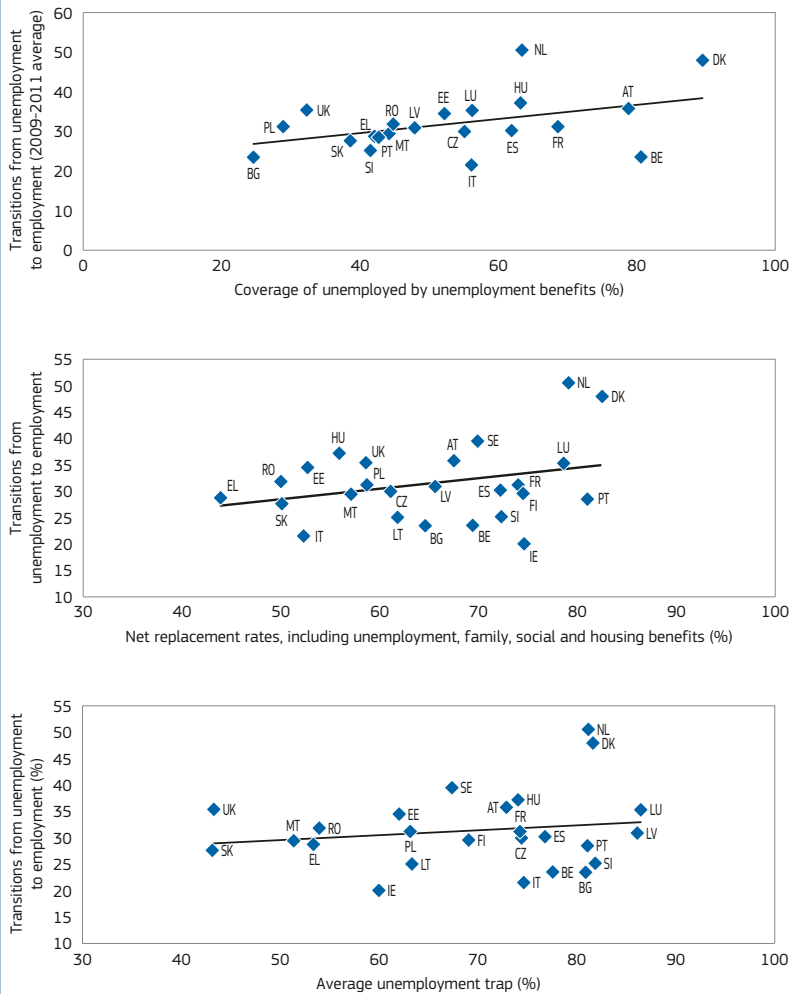 Transitions from unemployment
to employment (2009-2011 average)
60
50
40
30
20
10
0
0
20
40
60
80
100
NL
DK
HU
AT
UK
EE
LU
RO
LV
PL
EL
SK
PT
MT
CZ
ES
FR
BE
BG
SI
IT
Coverage of unemployed by unemployment benefits (%)
Transitions from
unemployment to employment
55
50
45
40
35
30
25
20
15
10
30
40
50
60
70
80
90
100
NL
DK
HU
UK
AT
SE
LU
RO
EE
PL
EL
SK
MT
CZ
LV
ES
FR
FI
PT
IT
LT
BG
BE
SI
IE
Net replacement rates, including unemployment, family, social and housing benefits (%)
Transitions from unemployment
to employment (%)
55
50
45
40
35
30
25
20
15
10
30
40
50
60
70
80
90
100
NL
DK
SE
UK
EE
AT
HU
LU
MT
RO
FR
LV
SK
EL
PL
FI
CZ
ES
PT
LT
SI
IE
IT
BE
BG
Average unemployment trap (%)